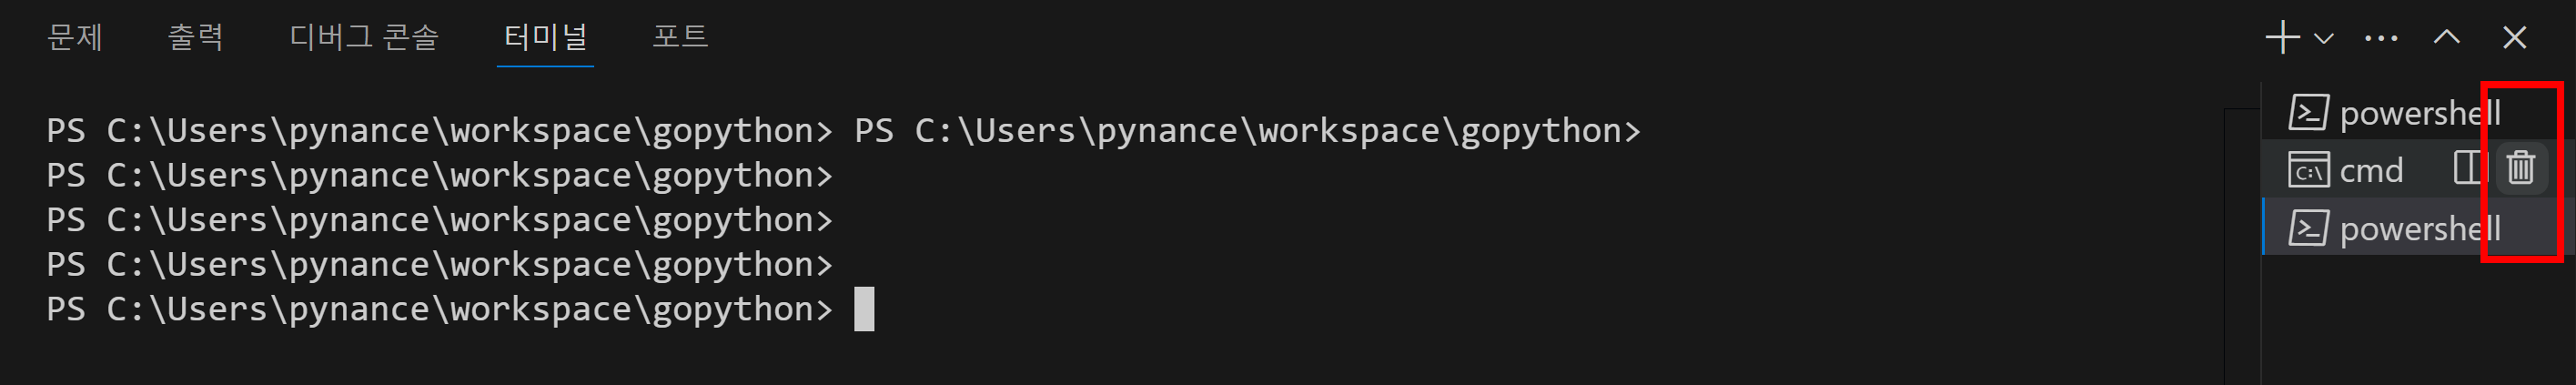 문제 출력 디버그 콘솔 터미널 포트
PS C:\Users\pynance\workspace\gopython> PS C:\Users\pynance\workspace\gopython>
PS C:\Users\pynance\workspace\gopython>
PS C:\Users\pynance\workspace\gopython>
PS C:\Users\pynance\workspace\gopython>
PS C:\Users\pynance\workspace\gopython>
powershell
cmd
powershell